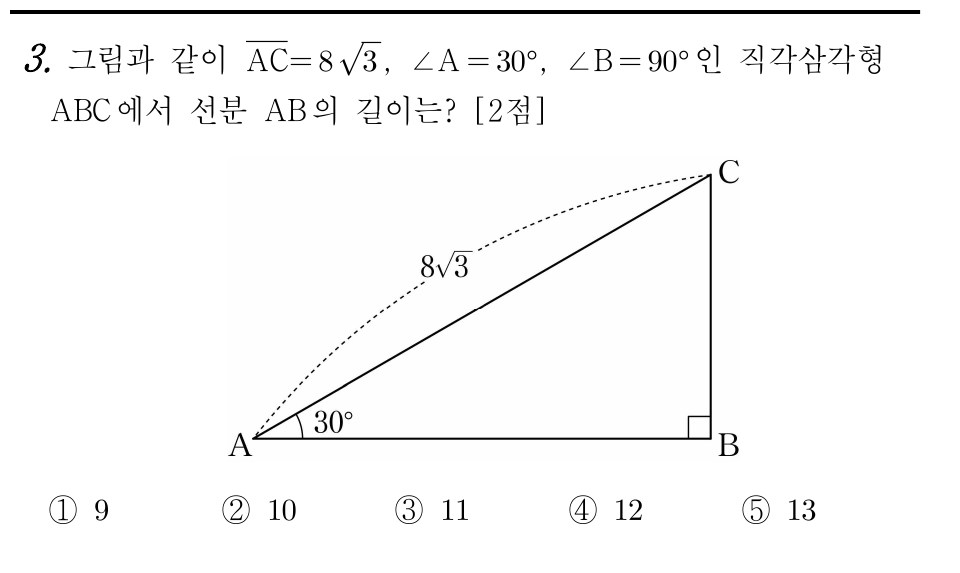 3. 그림과 같이 AC=8√3, ∠A=30°, ∠B=90°인 직각삼각형
ABC에서 선분 AB의 길이는? [2점]
C
8√3
30°
A
B
① 9 ② 10 ③ 11 ④ 12 ⑤ 13